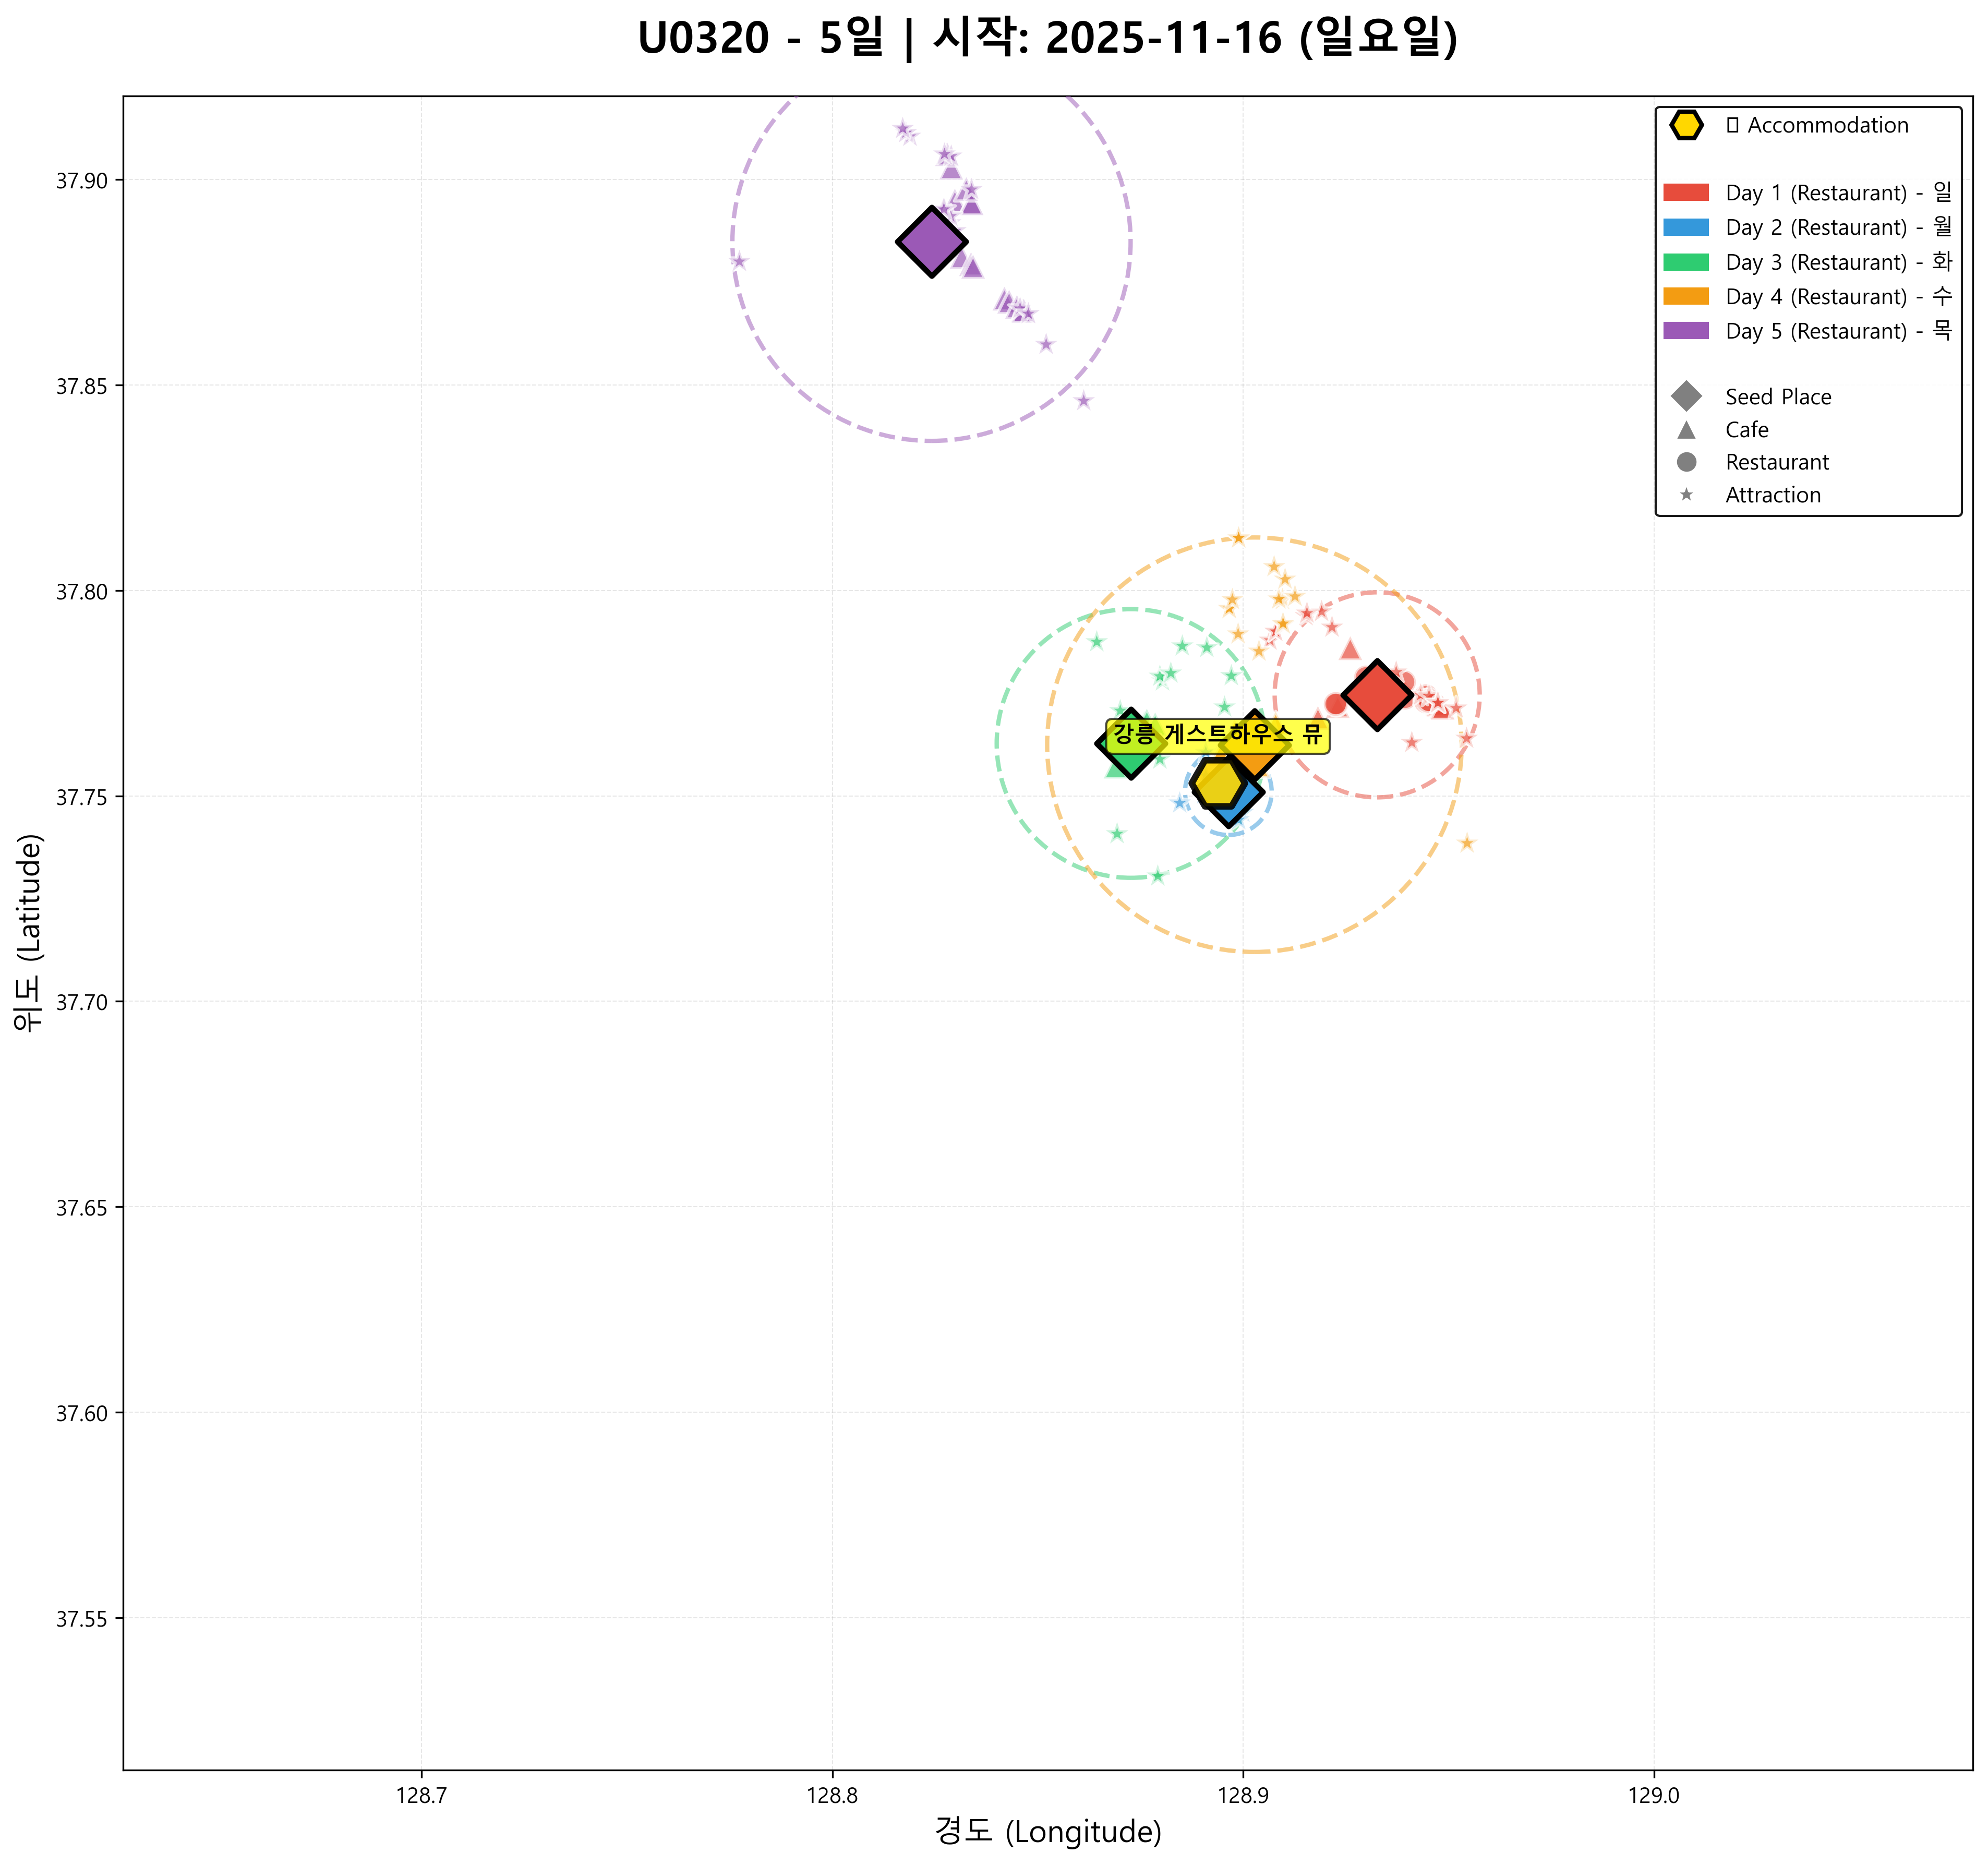 U0320 - 5일 | 시작: 2025-11-16 (일요일)
Accommodation
Day 1 (Restaurant) - 일
Day 2 (Restaurant) - 월
Day 3 (Restaurant) - 화
Day 4 (Restaurant) - 수
Day 5 (Restaurant) - 목
Seed Place
Cafe
Restaurant
Attraction
37.90
37.85
37.80
37.75
37.70
37.65
37.60
37.55
위도 (Latitude)
강릉 게스트하우스 뮤
128.7
128.8
128.9
129.0
경도 (Longitude)